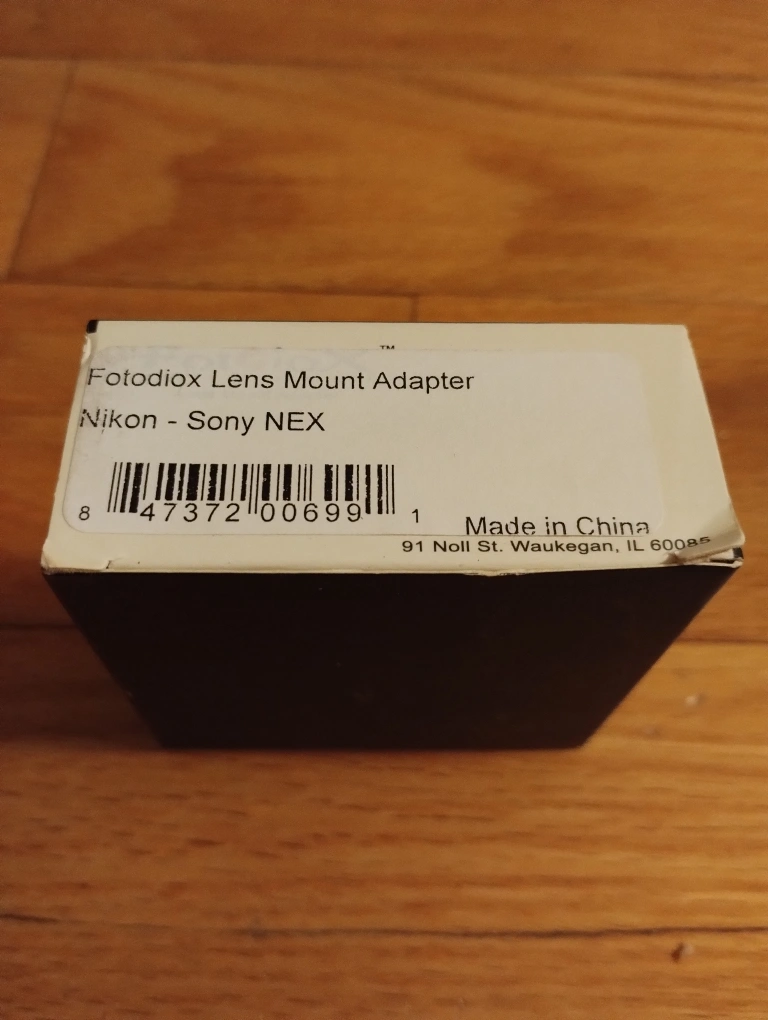 ™
Fotodiox Lens Mount Adapter
Nikon - Sony NEX
8 47372 00699 1
Made in China
91 Noll St. Waukegan, IL 60085